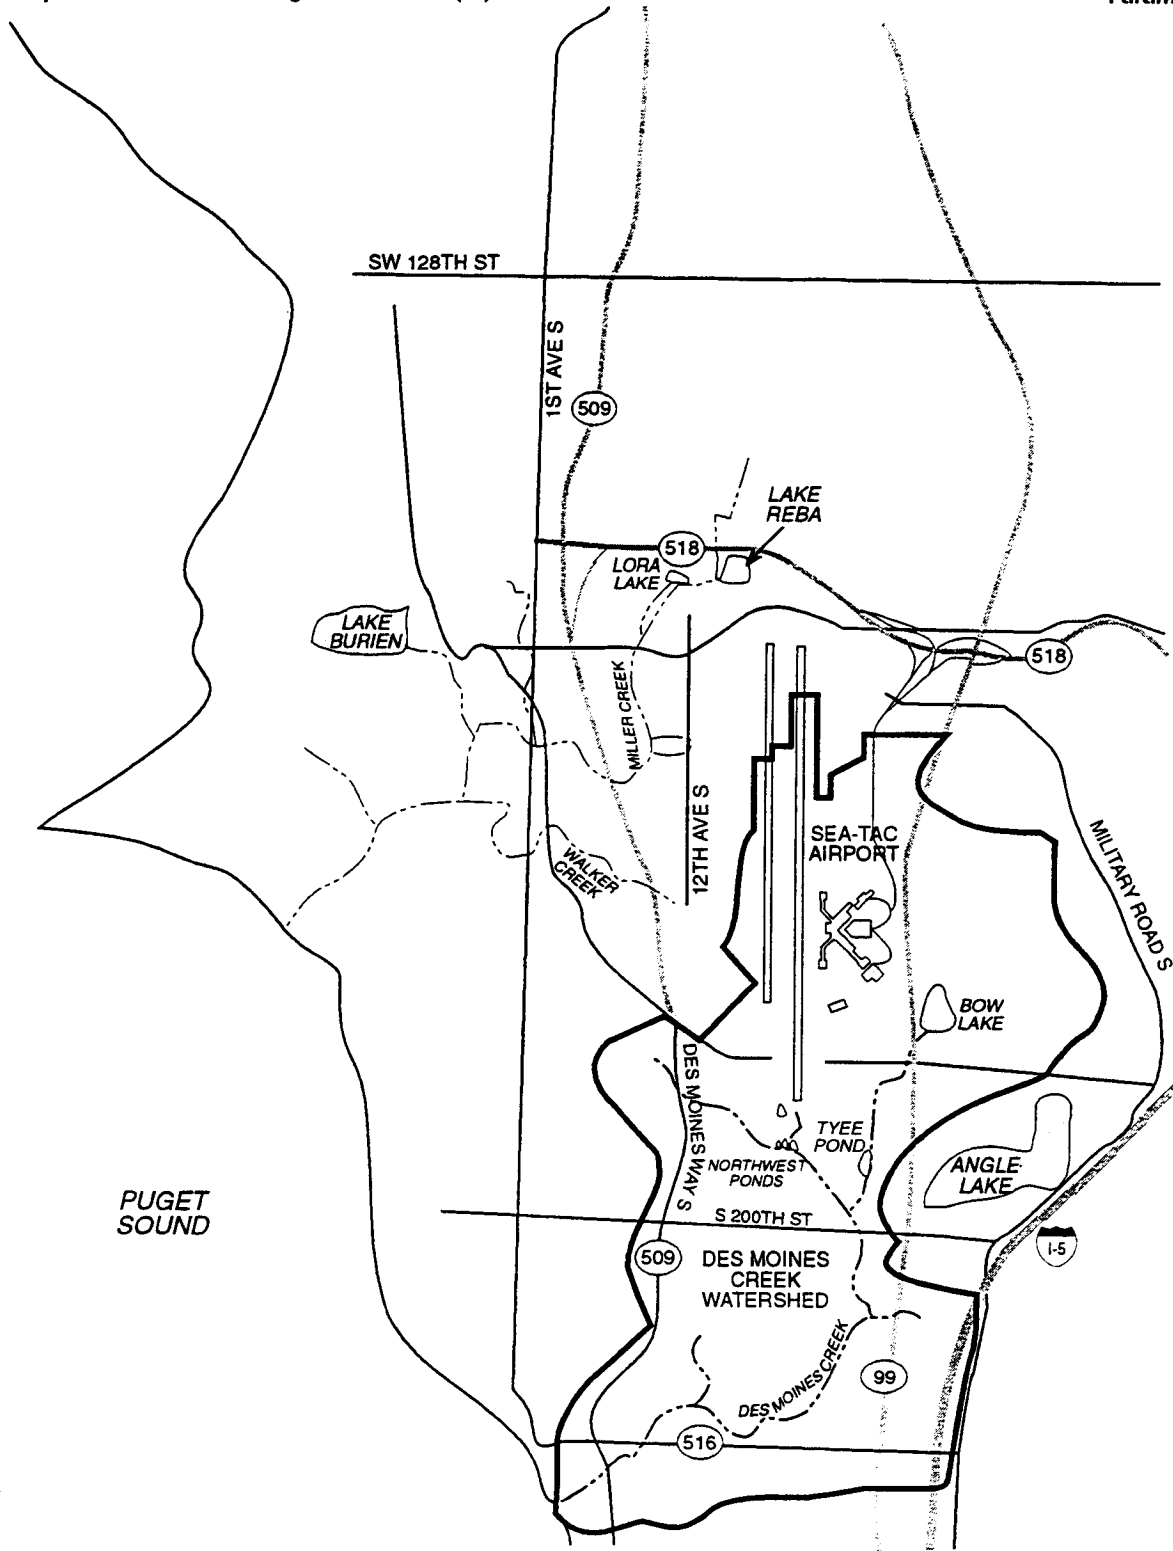 SW 128TH ST
1ST AVE S
509
LAKE
REBA
518
LORA
LAKE
LAKE
BURIEN
518
MILLER CREEK
12TH AVE S
SEA-TAC
AIRPORT
MILITARY ROAD S
WALKER
CREEK
BOW
LAKE
DES MOINES WAY S
TYEE
POND
NORTHWEST
PONDS
ANGLE
LAKE
PUGET
SOUND
S 200TH ST
I-5
509
DES MOINES
CREEK
WATERSHED
DES MOINES CREEK
99
516